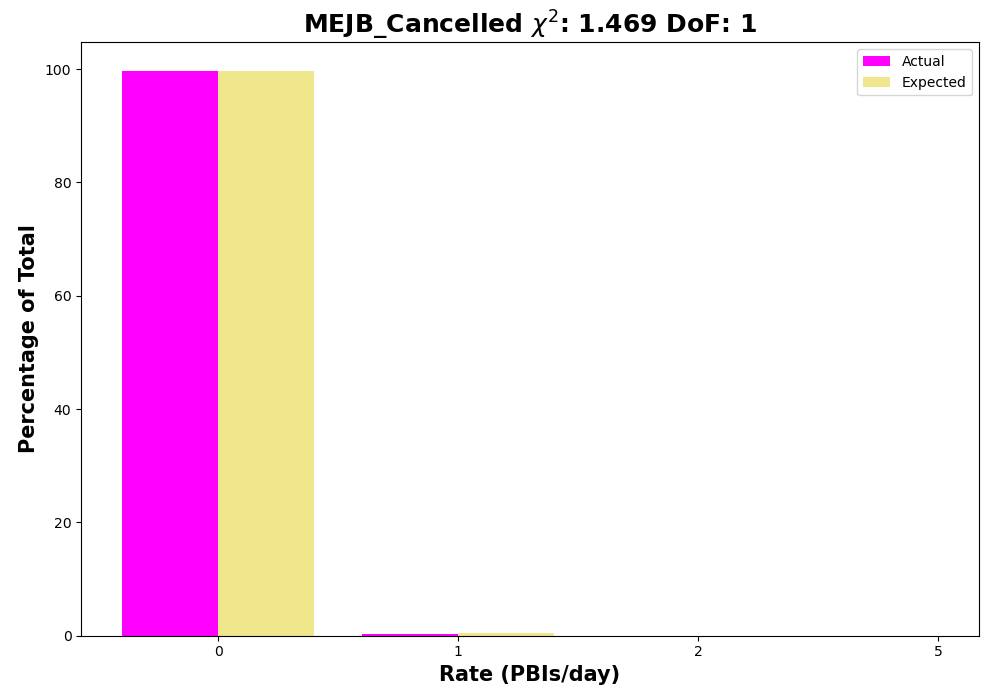 MEJB_Cancelled χ²: 1.469 DoF: 1
Actual
Expected
100
80
60
40
20
0
Percentage of Total
0 1 2 5
Rate (PBIs/day)